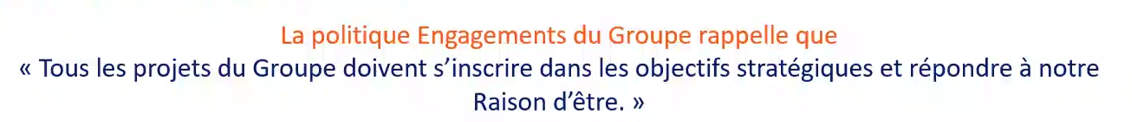 La politique Engagements du Groupe rappelle que
« Tous les projets du Groupe doivent s’inscrire dans les objectifs stratégiques et répondre à notre
Raison d’être. »